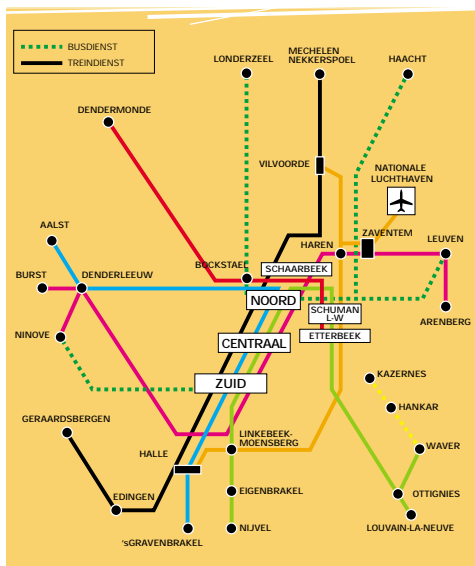 BUSDIENST
TREINDIENST
LONDERZEEL
MECHELEN
NEKKERSPOEL
HAACHT
DENDERMONDE
VILVOORDE
NATIONALE
LUCHTHAVEN
AALST
ZAVENTEM
HAREN
LEUVEN
BOCKSTAEL
SCHAARBEEK
BURST
DENDERLEEUW
NOORD
SCHUMAN
L-W
ARENBERG
NINOVE
CENTRAAL
ETTERBEEK
ZUID
KAZERNES
HANKAR
GERAARDSBERGEN
LINKEBEEK-
MOENSBERG
WAVER
HALLE
EIGENBRAKEL
OTTIGNIES
EDINGEN
LOUVAIN-LA-NEUVE
'sGRAVENBRAKEL
NIJVEL